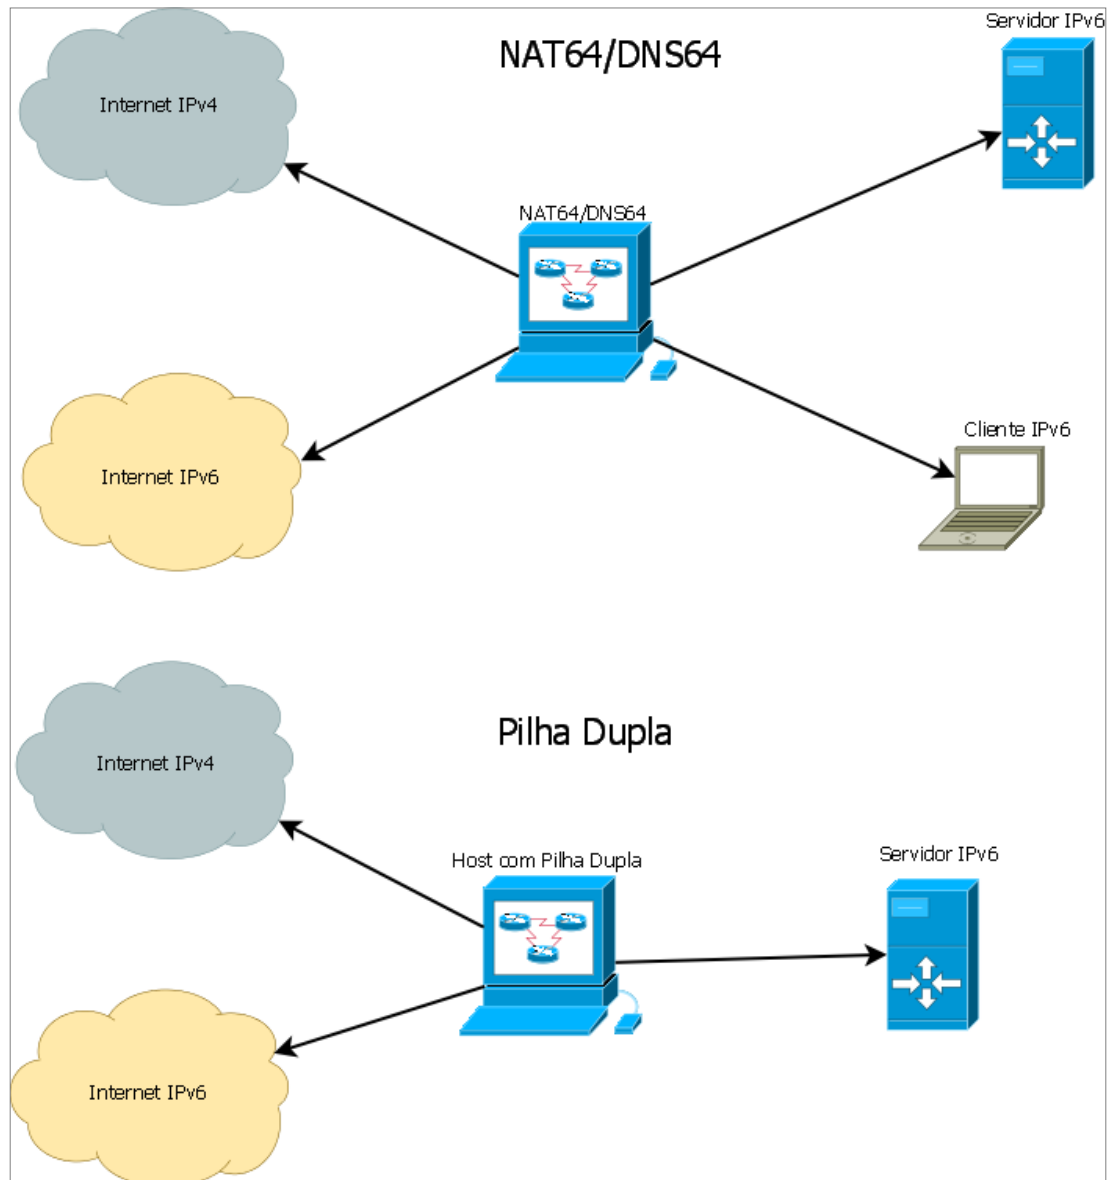 Servidor IPv6
NAT64/DNS64
Internet IPv4
NAT64/DNS64
Internet IPv6
Cliente IPv6
Pilha Dupla
Internet IPv4
Host com Pilha Dupla
Servidor IPv6
Internet IPv6